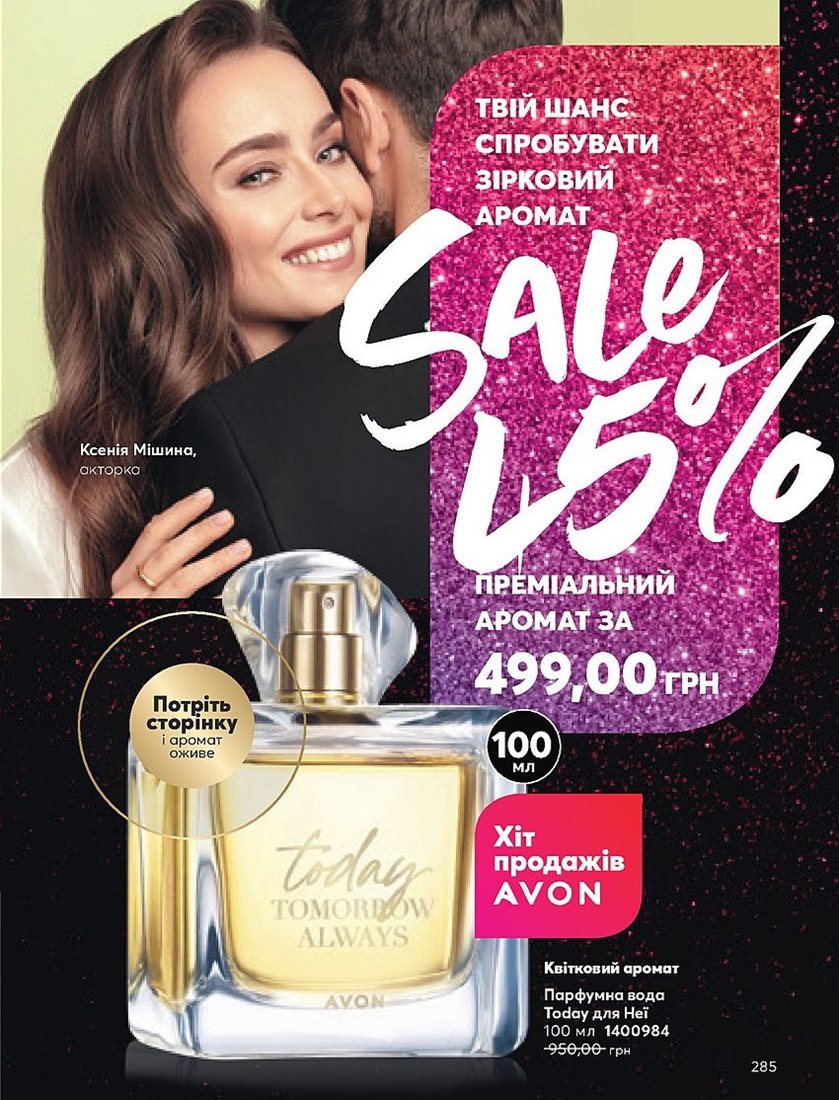 ТВІЙ ШАНС
СПРОБУВАТИ
ЗІРКОВИЙ
АРОМАТ
SALe
45%
ПРЕМІАЛЬНИЙ
АРОМАТ ЗА
499,00 ГРН
Ксенія Мішина,
акторка
Потріть
сторінку
і аромат
оживе
100
МЛ
today
TOMORROW
ALWAYS
AVON
Хіт
продажів
AVON
Квітковий аромат
Парфумна вода
Today для Неї
100 мл 1400984
950,00 грн
285